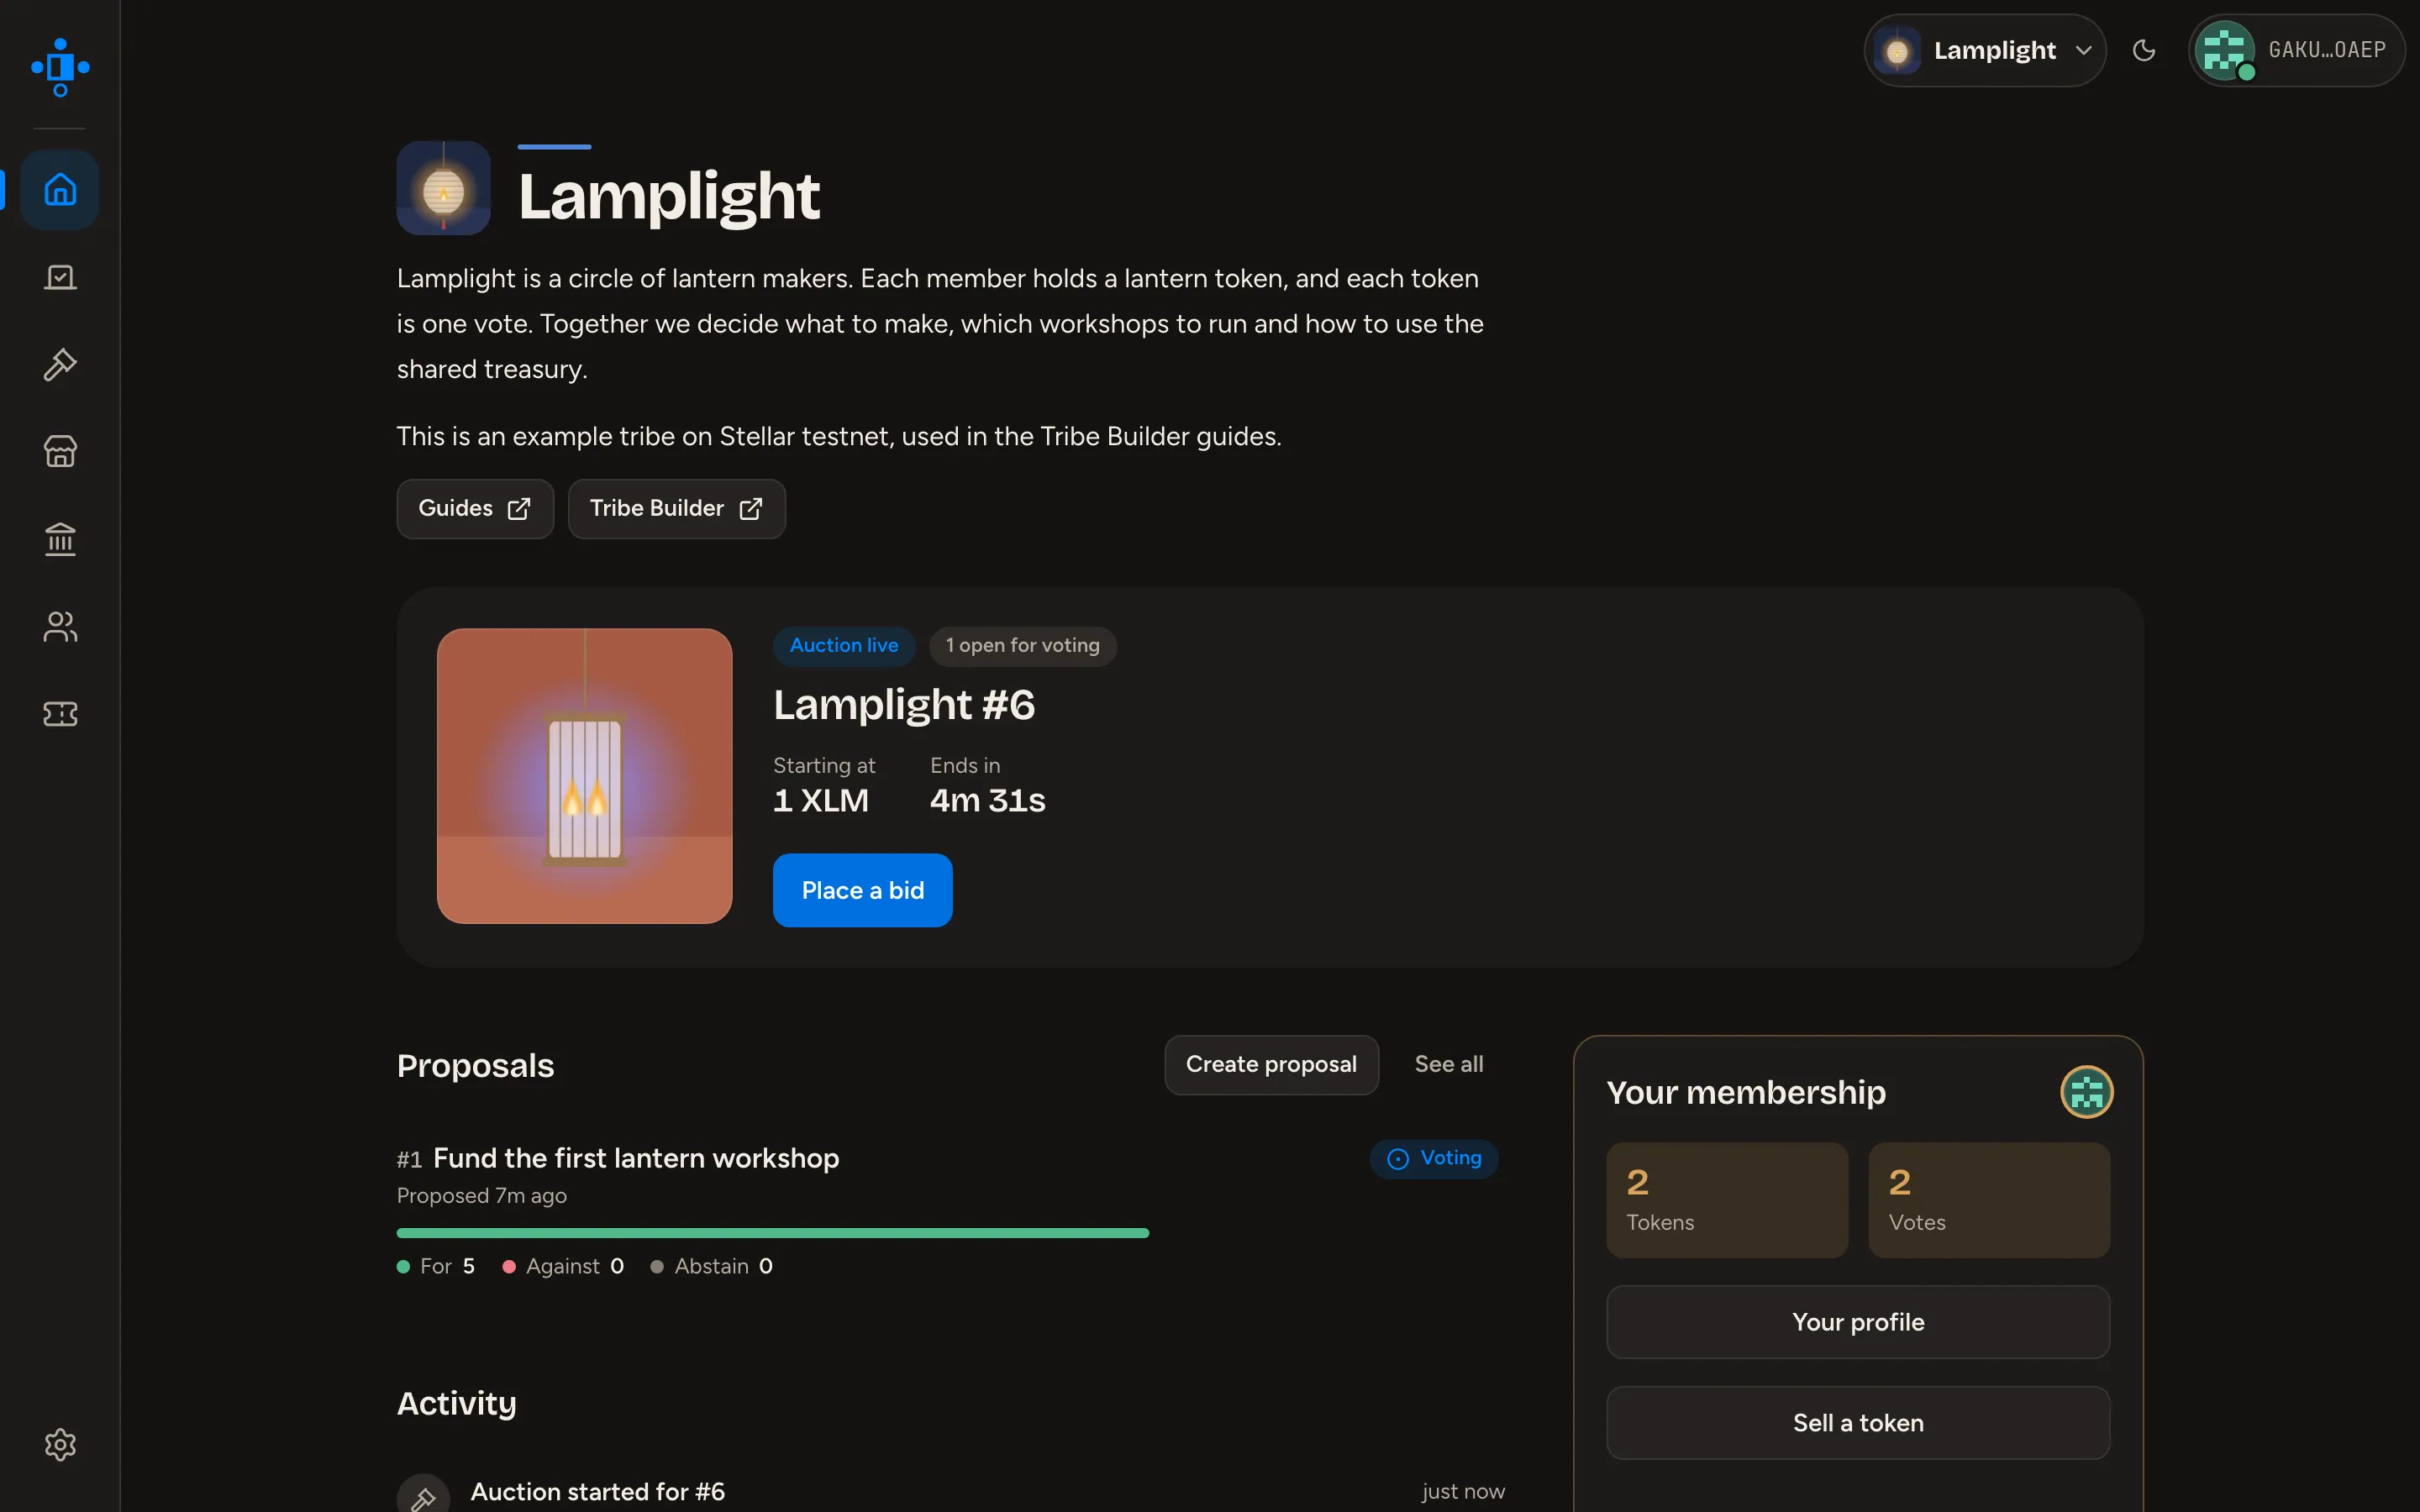 Lamplight
GAKU...OAEP
Lamplight
Lamplight is a circle of lantern makers. Each member holds a lantern token, and each token
is one vote. Together we decide what to make, which workshops to run and how to use the
shared treasury.
This is an example tribe on Stellar testnet, used in the Tribe Builder guides.
Guides
Tribe Builder
Auction live
1 open for voting
Lamplight #6
Starting at
Ends in
1 XLM
4m 31s
Place a bid
Proposals
Create proposal
See all
#1 Fund the first lantern workshop
Voting
Proposed 7m ago
For 5
Against 0
Abstain 0
Your membership
2
Tokens
2
Votes
Your profile
Sell a token
Activity
Auction started for #6
just now